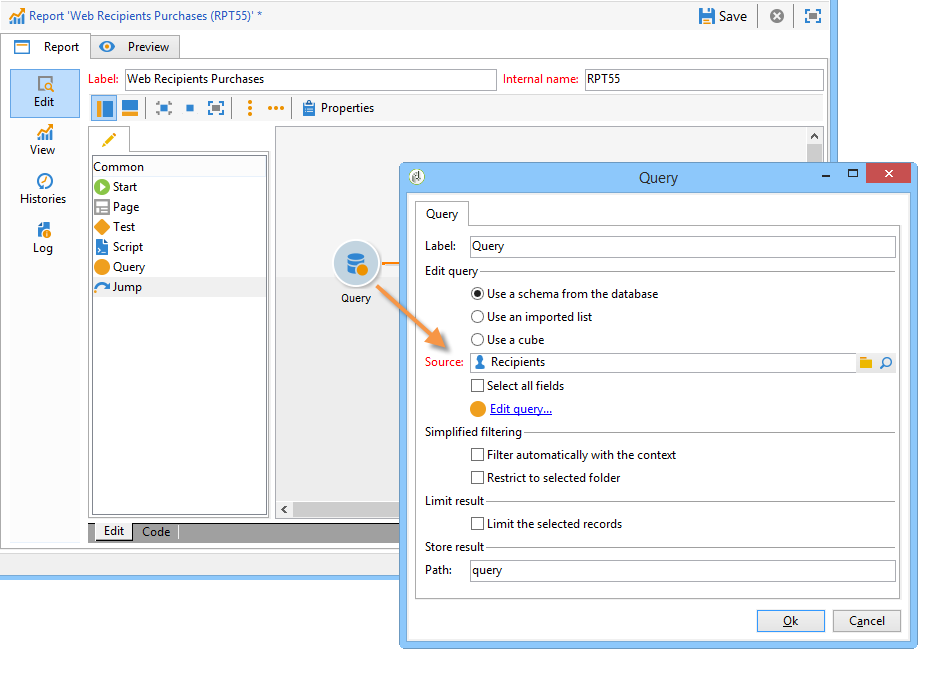 Report 'Web Recipients Purchases (RPT55)' *
Save
Report
Preview
Label: Web Recipients Purchases
Internal name: RPT55
Edit
View
Histories
Log
Properties
Common
Start
Page
Test
Script
Query
Jump
Query
Edit
Code
Query
Query
Label: Query
Edit query
Use a schema from the database
Use an imported list
Use a cube
Source: Recipients
Select all fields
Edit query...
Simplified filtering
Filter automatically with the context
Restrict to selected folder
Limit result
Limit the selected records
Store result
Path: query
Ok
Cancel